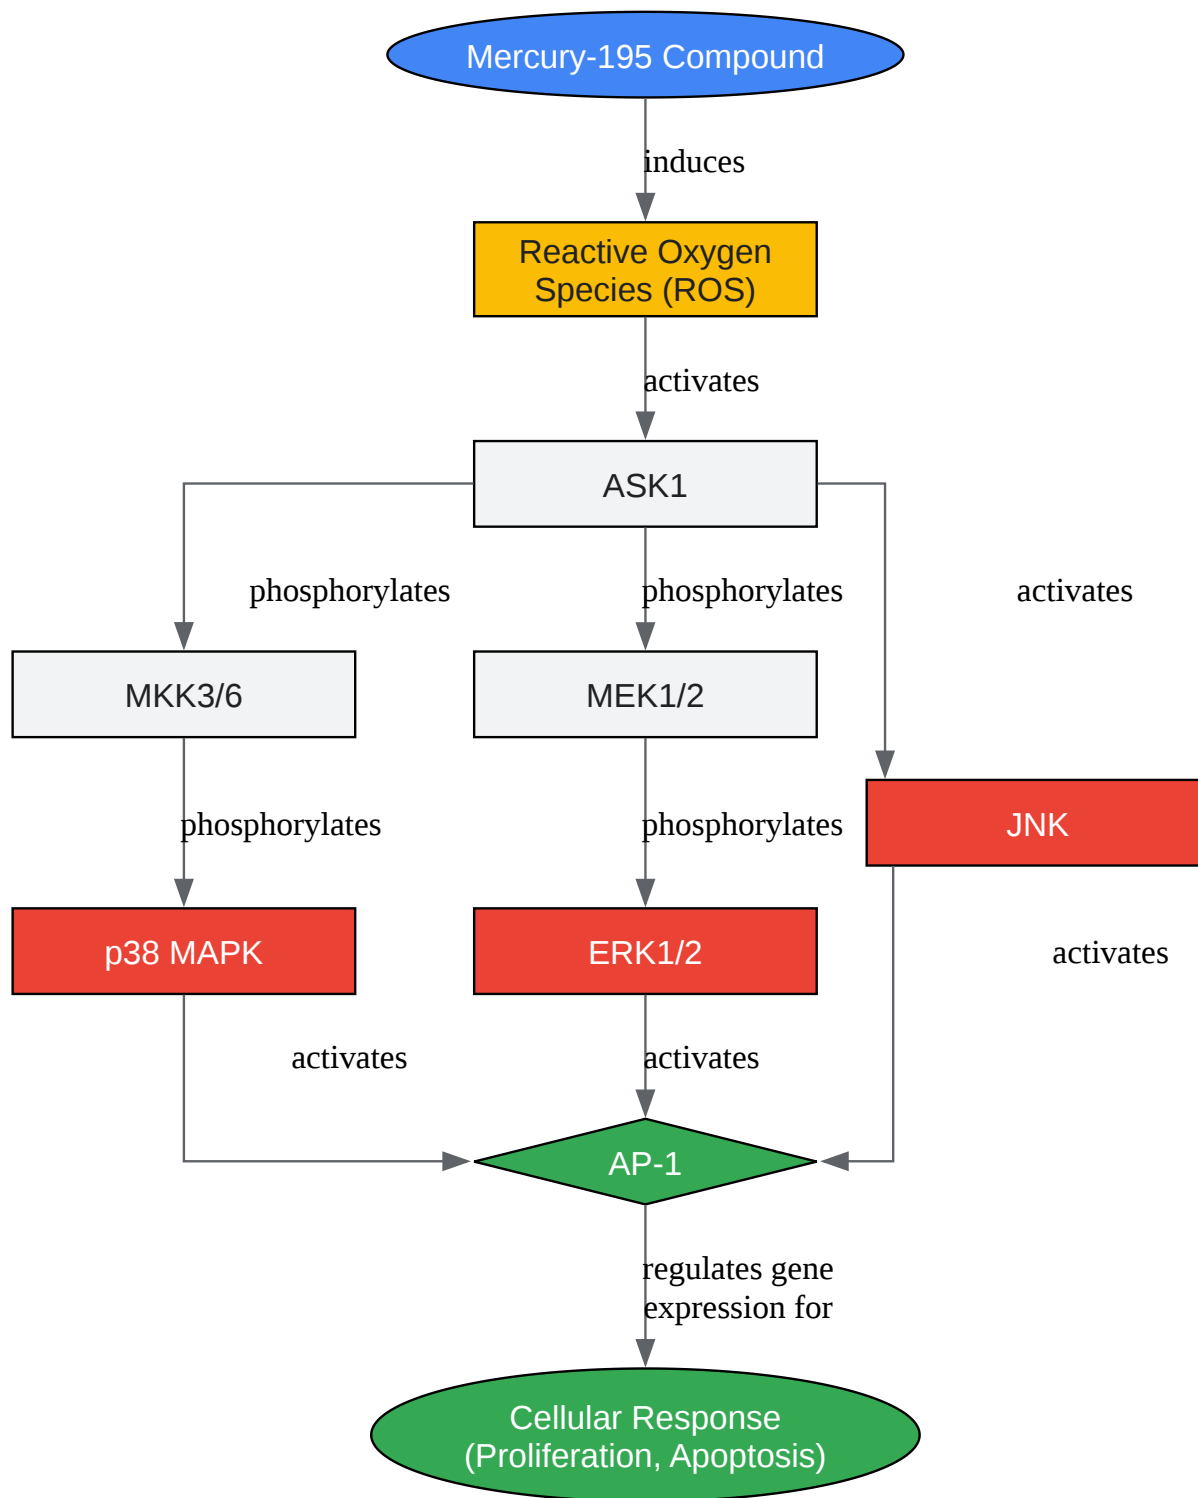 Mercury-195 Compound
induces
Reactive Oxygen
Species (ROS)
activates
ASK1
phosphorylates
phosphorylates
activates
MKK3/6
MEK1/2
phosphorylates
phosphorylates
JNK
p38 MAPK
ERK1/2
activates
activates
activates
AP-1
regulates gene
expression for
Cellular Response
(Proliferation, Apoptosis)